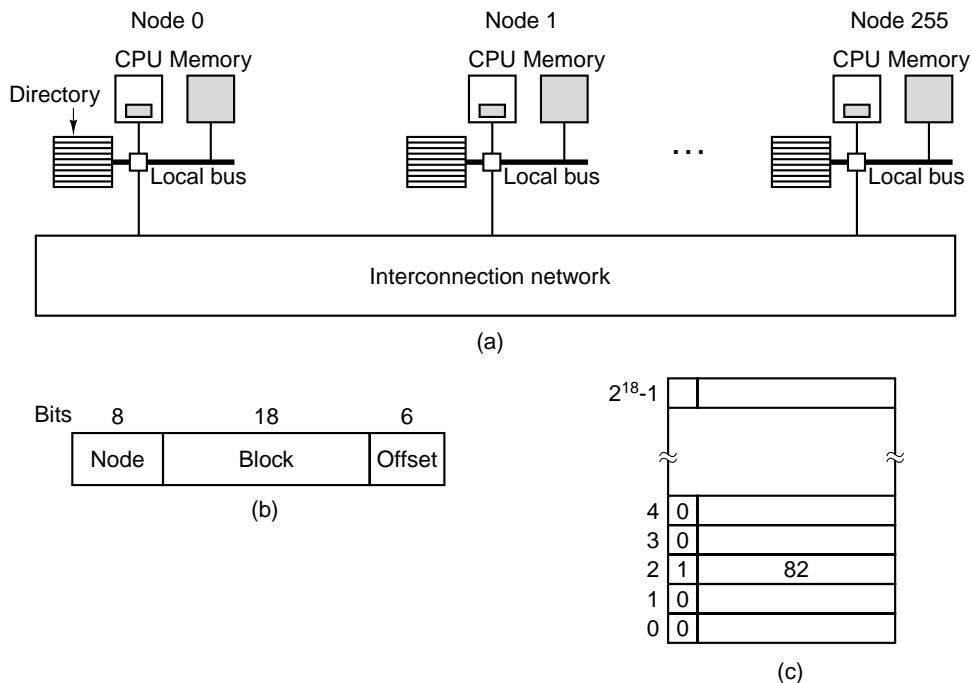 Node 0 Node 1 Node 255
CPU Memory CPU Memory CPU Memory
Directory
...
Local bus Local bus Local bus
Interconnection network
(a)
Bits 8 18 6
Node Block Offset
(b)
2¹⁸-1
4 0
3 0
2 1 82
1 0
0 0
(c)